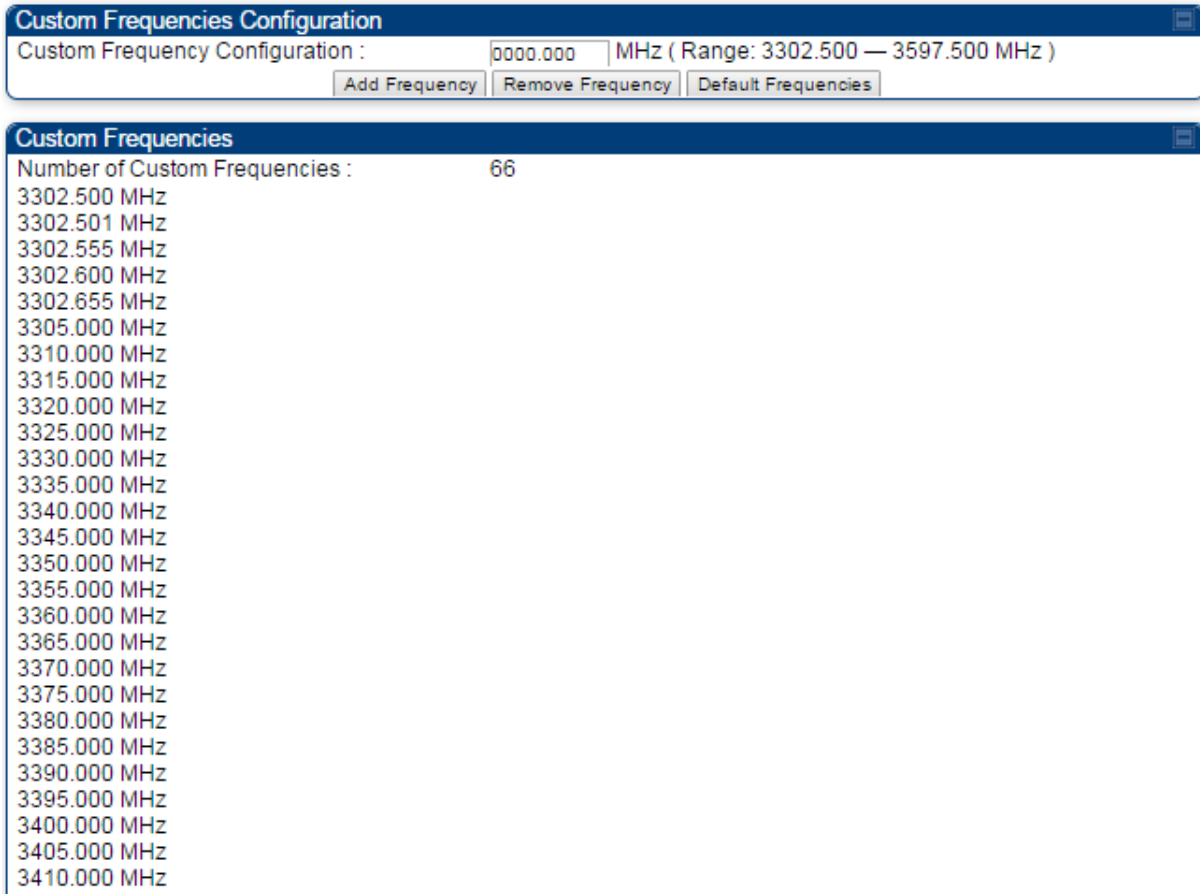 Custom Frequencies Configuration
Custom Frequency Configuration : 0000.000 MHz ( Range: 3302.500 — 3597.500 MHz )
Add Frequency Remove Frequency Default Frequencies
Custom Frequencies
Number of Custom Frequencies : 66
3302.500 MHz
3302.501 MHz
3302.555 MHz
3302.600 MHz
3302.655 MHz
3305.000 MHz
3310.000 MHz
3315.000 MHz
3320.000 MHz
3325.000 MHz
3330.000 MHz
3335.000 MHz
3340.000 MHz
3345.000 MHz
3350.000 MHz
3355.000 MHz
3360.000 MHz
3365.000 MHz
3370.000 MHz
3375.000 MHz
3380.000 MHz
3385.000 MHz
3390.000 MHz
3395.000 MHz
3400.000 MHz
3405.000 MHz
3410.000 MHz